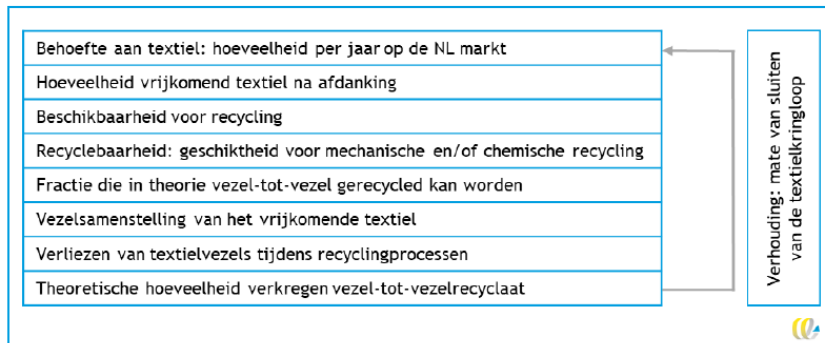 Behoefte aan textiel: hoeveelheid per jaar op de NL markt
Hoeveelheid vrijkomend textiel na afdanking
Beschikbaarheid voor recycling
Recyclebaarheid: geschiktheid voor mechanische en/of chemische recycling
Fractie die in theorie vezel-tot-vezel gerecycled kan worden
Vezelsamenstelling van het vrijkomende textiel
Verliezen van textielvezels tijdens recyclingprocessen
Theoretische hoeveelheid verkregen vezel-tot-vezelrecyclaat
Verhouding: mate van sluiten
van de textielkringloop